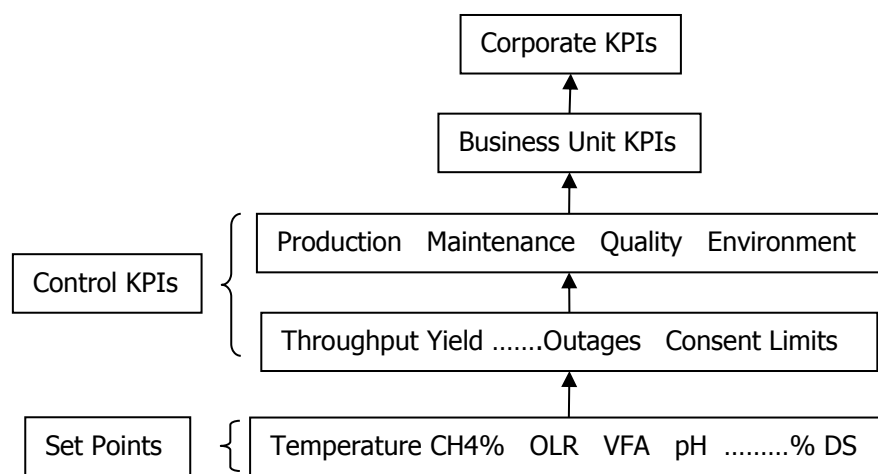 Corporate KPIs
Business Unit KPIs
Production Maintenance Quality Environment
Control KPIs
Throughput Yield .......Outages Consent Limits
Set Points
Temperature CH4% OLR VFA pH .........% DS